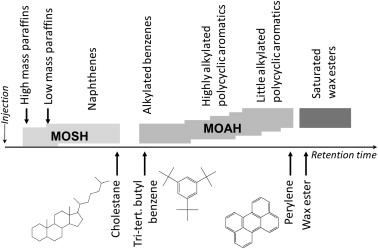 Injection
High mass paraffins
Low mass paraffins
Naphthenes
Alkylated benzenes
Highly alkylated
polycyclic aromatics
Little alkylated
polycyclic aromatics
Saturated
wax esters
MOSH
MOAH
Retention time
Cholestane
Tri-tert. butyl
benzene
Perylene
Wax ester